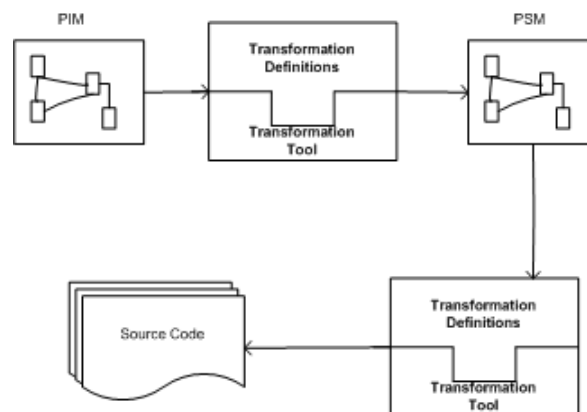 PIM
PSM
Transformation
Definitions
Transformation
Tool
Transformation
Definitions
Transformation
Tool
Source Code